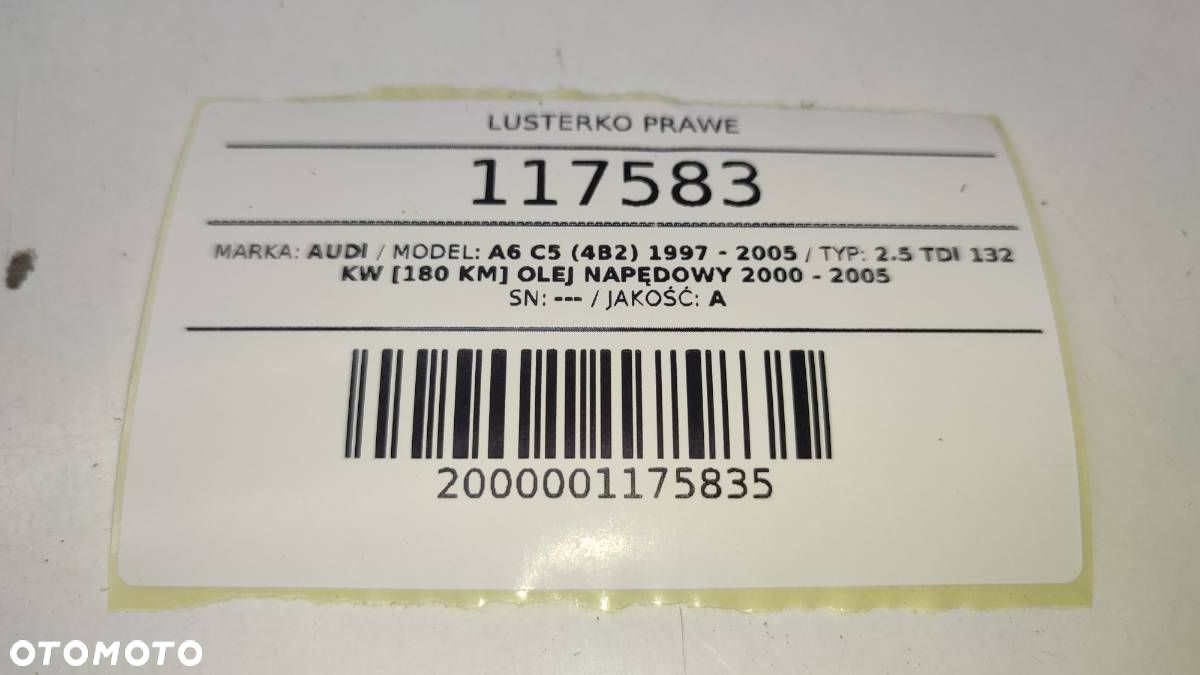 LUSTERKO PRAWE
117583
MARKA: AUDI / MODEL: A6 C5 (4B2) 1997 - 2005 / TYP: 2.5 TDI 132
KW [180 KM] OLEJ NAPĘDOWY 2000 - 2005
SN: --- / JAKOŚĆ: A
2000001175835
OTOMOTO